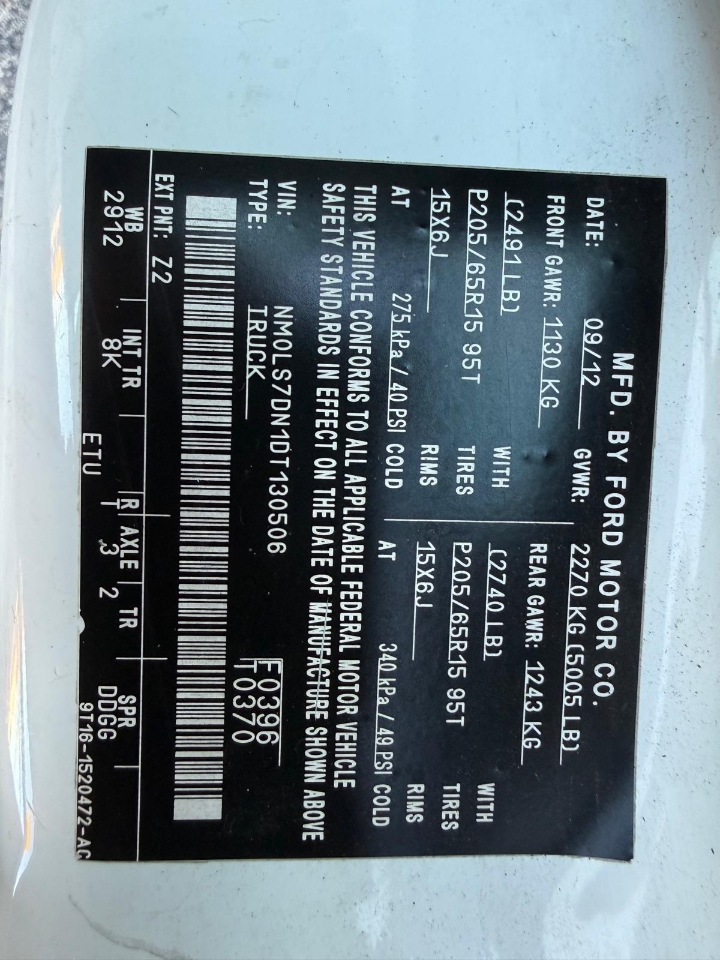 MFD. BY FORD MOTOR CO.
DATE: 09/12 GVWR: 2270 KG (5005 LB)
FRONT GAWR: 1130 KG REAR GAWR: 1243 KG
(2491 LB) WITH (2740 LB) WITH
P205/65R15 95T TIRES P205/65R15 95T TIRES
15X6J RIMS 15X6J RIMS
AT 275 kPa / 40 PSI COLD AT 340 kPa / 49 PSI COLD
THIS VEHICLE CONFORMS TO ALL APPLICABLE FEDERAL MOTOR VEHICLE
SAFETY STANDARDS IN EFFECT ON THE DATE OF MANUFACTURE SHOWN ABOVE
VIN: NM0LS7DN1DT130506 F0396
TYPE: TRUCK T0370
EXT PNT: Z2
WB INT TR R AXLE TR SPR
2912 8K T 3 2 DDGG
ETU 9T16-1520472-AC